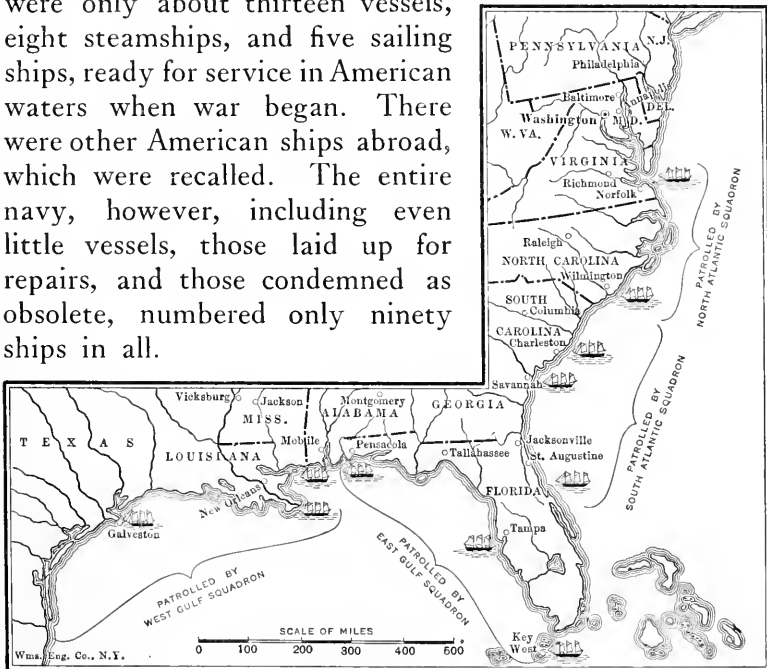 were only about thirteen vessels,
eight steamships, and five sailing
ships, ready for service in American
waters when war began. There
were other American ships abroad,
which were recalled. The entire
navy, however, including even
little vessels, those laid up for
repairs, and those condemned as
obsolete, numbered only ninety
ships in all.
PENNSYLVANIA
N.J.
Philadelphia
Baltimore
Annapolis
DEL.
Washington
M.D.
W. VA.
VIRGINIA
Richmond
Norfolk
PATROLLED BY
NORTH ATLANTIC SQUADRON
Raleigh
NORTH CAROLINA
Wilmington
SOUTH
Columbia
CAROLINA
Charleston
Savannah
PATROLLED BY
SOUTH ATLANTIC SQUADRON
Vicksburg
Jackson
MISS.
Montgomery
ALABAMA
GEORGIA
TEXAS
LOUISIANA
Mobile
Pensacola
Tallahassee
Jacksonville
St. Augustine
New Orleans
FLORIDA
Galveston
Tampa
PATROLLED BY
EAST GULF SQUADRON
PATROLLED BY
WEST GULF SQUADRON
SCALE OF MILES
0 100 200 300 400 600
Key
West
Wms. Eng. Co., N.Y.